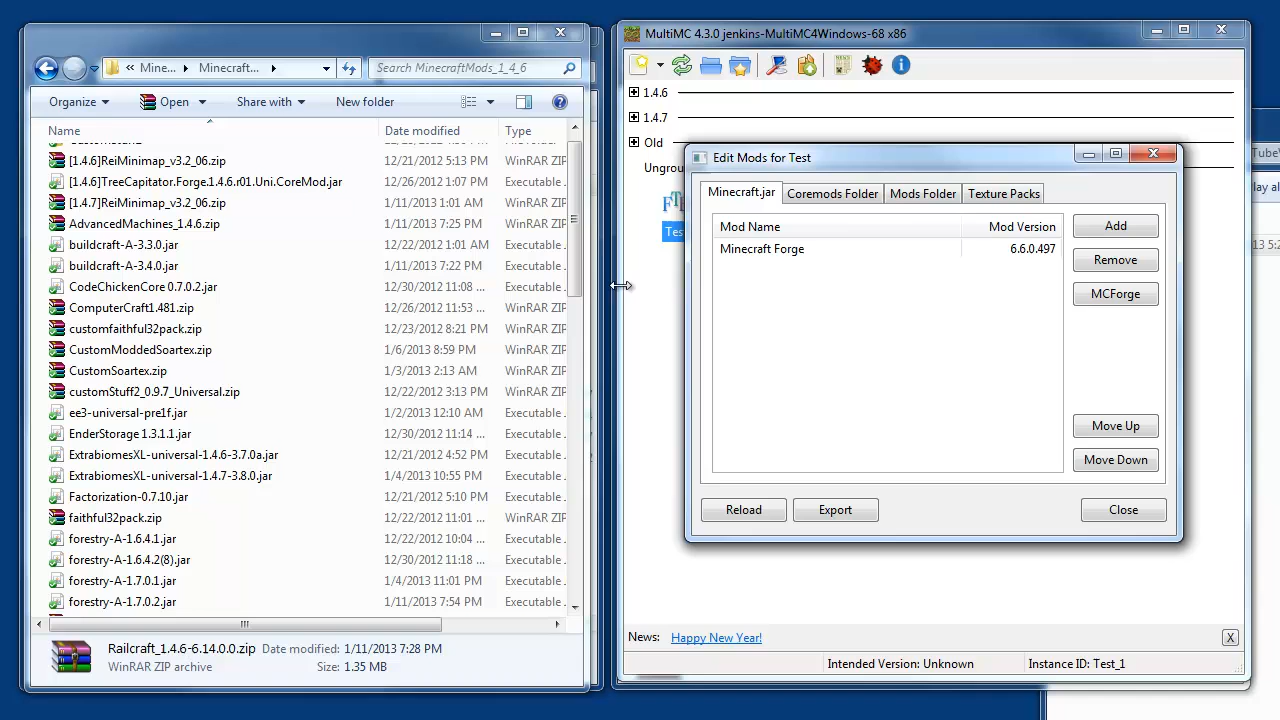 Mine... Minecraft...
Search MinecraftMods_1_4_6
Organize Open Share with New folder
Name Date modified Type
[1.4.6]ReiMinimap_v3.2_06.zip 12/21/2012 5:13 PM WinRAR ZIP
[1.4.6]TreeCapitator.Forge.1.4.6.r01.Uni.CoreMod.jar 12/26/2012 1:07 PM Executable.
[1.4.7]ReiMinimap_v3.2_06.zip 1/11/2013 1:01 AM WinRAR ZIP
AdvancedMachines_1.4.6.zip 1/11/2013 7:25 PM WinRAR ZIP
buildcraft-A-3.3.0.jar 12/22/2012 1:01 AM Executable.
buildcraft-A-3.4.0.jar 1/11/2013 7:22 PM Executable.
CodeChickenCore 0.7.0.2.jar 12/30/2012 11:08 ... Executable.
ComputerCraft1.481.zip 12/26/2012 11:53 ... WinRAR ZIP
customfaithful32pack.zip 12/23/2012 8:21 PM WinRAR ZIP
CustomModdedSoartex.zip 1/6/2013 8:59 PM WinRAR ZIP
CustomSoartex.zip 1/3/2013 2:13 AM WinRAR ZIP
customStuff2_0.9.7_Universal.zip 12/22/2012 3:13 PM WinRAR ZIP
ee3-universal-pre1f.jar 1/2/2013 12:10 AM Executable.
EnderStorage 1.3.1.1.jar 12/30/2012 11:14 ... Executable.
ExtrabiomesXL-universal-1.4.6-3.7.0a.jar 12/21/2012 4:52 PM Executable.
ExtrabiomesXL-universal-1.4.7-3.8.0.jar 1/4/2013 10:55 PM Executable.
Factorization-0.7.10.jar 12/21/2012 5:10 PM Executable.
faithful32pack.zip 12/22/2012 11:01 ... WinRAR ZIP
forestry-A-1.6.4.1.jar 12/22/2012 10:04 ... Executable.
forestry-A-1.6.4.2(8).jar 12/30/2012 11:18 ... Executable.
forestry-A-1.7.0.1.jar 1/4/2013 11:01 PM Executable.
forestry-A-1.7.0.2.jar 1/11/2013 7:54 PM Executable.
Railcraft_1.4.6-6.14.0.0.zip Date modified: 1/11/2013 7:28 PM
WinRAR ZIP archive Size: 1.35 MB
MultiMC 4.3.0 jenkins-MultiMC4Windows-68 x86
1.4.6
1.4.7
Old
Ungrou
FT
Tes
Edit Mods for Test
Minecraft.jar Coremods Folder Mods Folder Texture Packs
Mod Name Mod Version
Minecraft Forge 6.6.0.497
Add
Remove
MCForge
Move Up
Move Down
Reload Export Close
News: Happy New Year! X
Intended Version: Unknown Instance ID: Test_1
TubeV
lay al
13 5:2